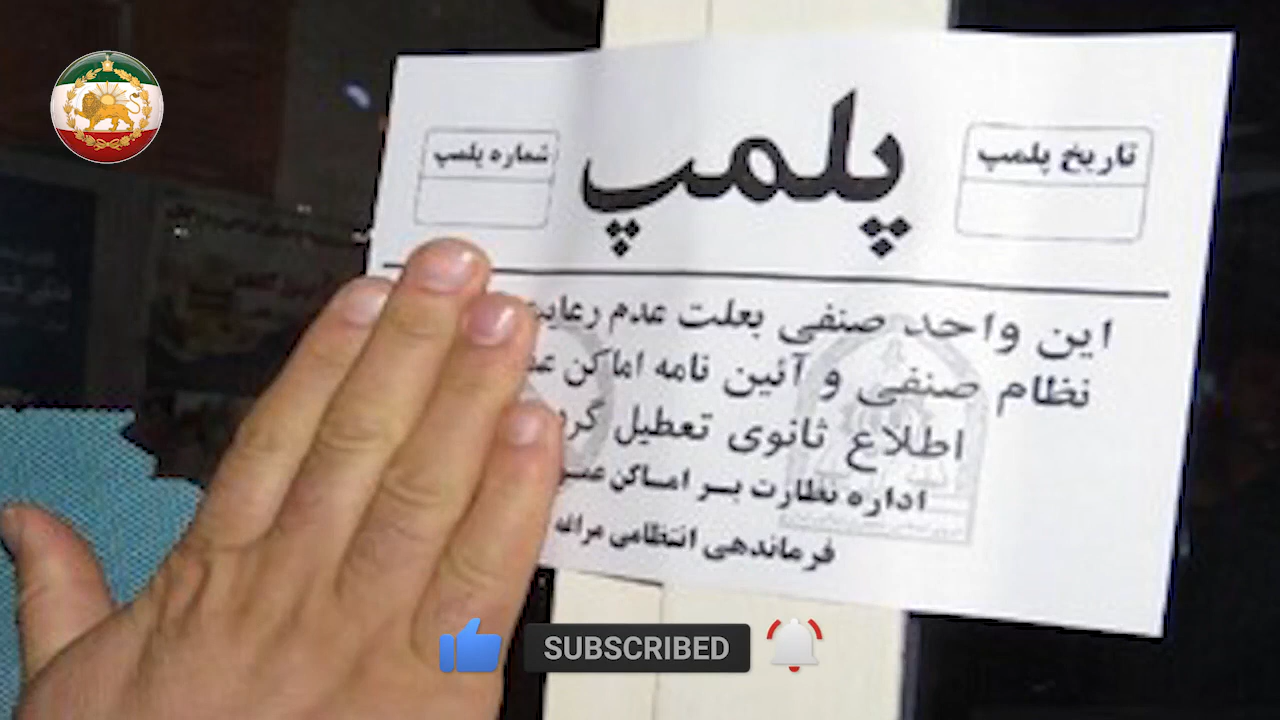 تاریخ پلمپ
پلمپ
شماره پلمپ
این واحد صنفی بعلت عدم
نظام صنفی و آئین نامه اماکن
اطلاع ثانوی تعطیل
اداره نظارت بر اماکن
فرماندهی انتظامی مراغه
SUBSCRIBED